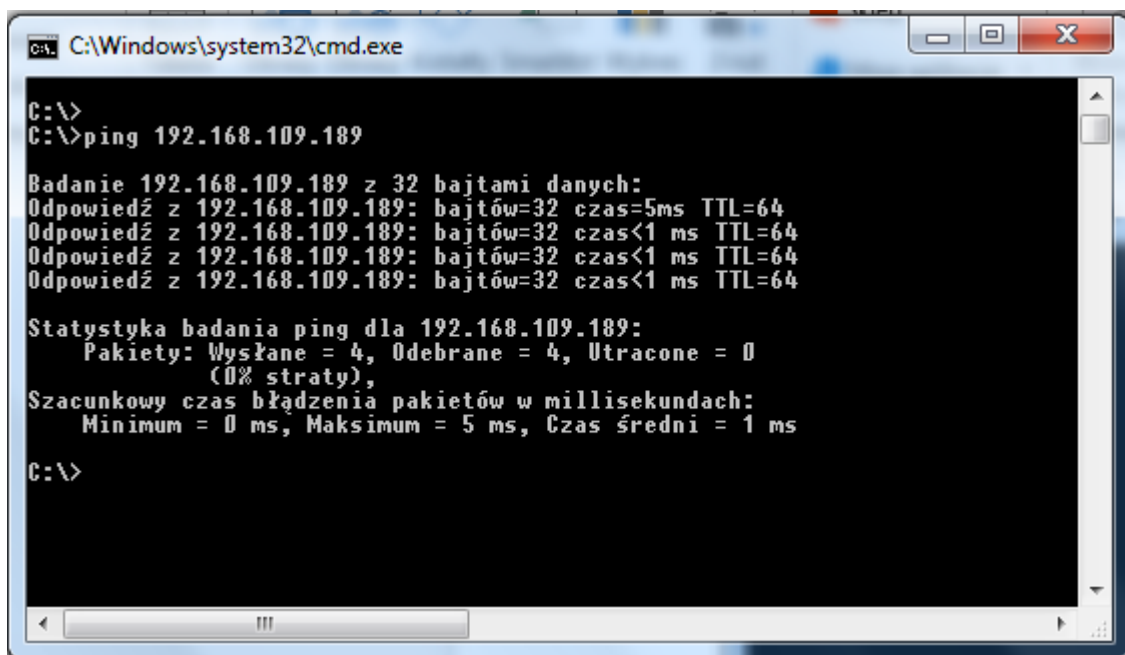 C:\Windows\system32\cmd.exe
C:\>
C:\>ping 192.168.109.189
Badanie 192.168.109.189 z 32 bajtami danych:
Odpowiedź z 192.168.109.189: bajtów=32 czas=5ms TTL=64
Odpowiedź z 192.168.109.189: bajtów=32 czas<1 ms TTL=64
Odpowiedź z 192.168.109.189: bajtów=32 czas<1 ms TTL=64
Odpowiedź z 192.168.109.189: bajtów=32 czas<1 ms TTL=64
Statystyka badania ping dla 192.168.109.189:
Pakiety: Wysłane = 4, Odebrane = 4, Utracone = 0
(0% straty),
Szacunkowy czas błądzenia pakietów w millisekundach:
Minimum = 0 ms, Maksimum = 5 ms, Czas średni = 1 ms
C:\>